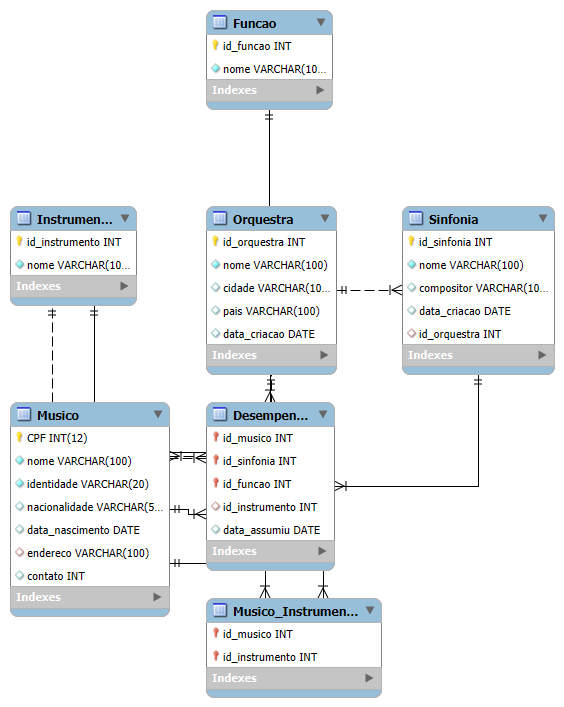 Funcao
id_funcao INT
nome VARCHAR(10...
Indexes
Instrumen...
id_instrumento INT
nome VARCHAR(10...
Indexes
Orquestra
id_orquestra INT
nome VARCHAR(100)
cidade VARCHAR(10...
pais VARCHAR(100)
data_criacao DATE
Indexes
Sinfonia
id_sinfonia INT
nome VARCHAR(100)
compositor VARCHAR(10...
data_criacao DATE
id_orquestra INT
Indexes
Musico
CPF INT(12)
nome VARCHAR(100)
identidade VARCHAR(20)
nacionalidade VARCHAR(5...
data_nascimento DATE
endereco VARCHAR(100)
contato INT
Indexes
Desempen...
id_musico INT
id_sinfonia INT
id_funcao INT
id_instrumento INT
data_assumiu DATE
Indexes
Musico_Instrumen...
id_musico INT
id_instrumento INT
Indexes